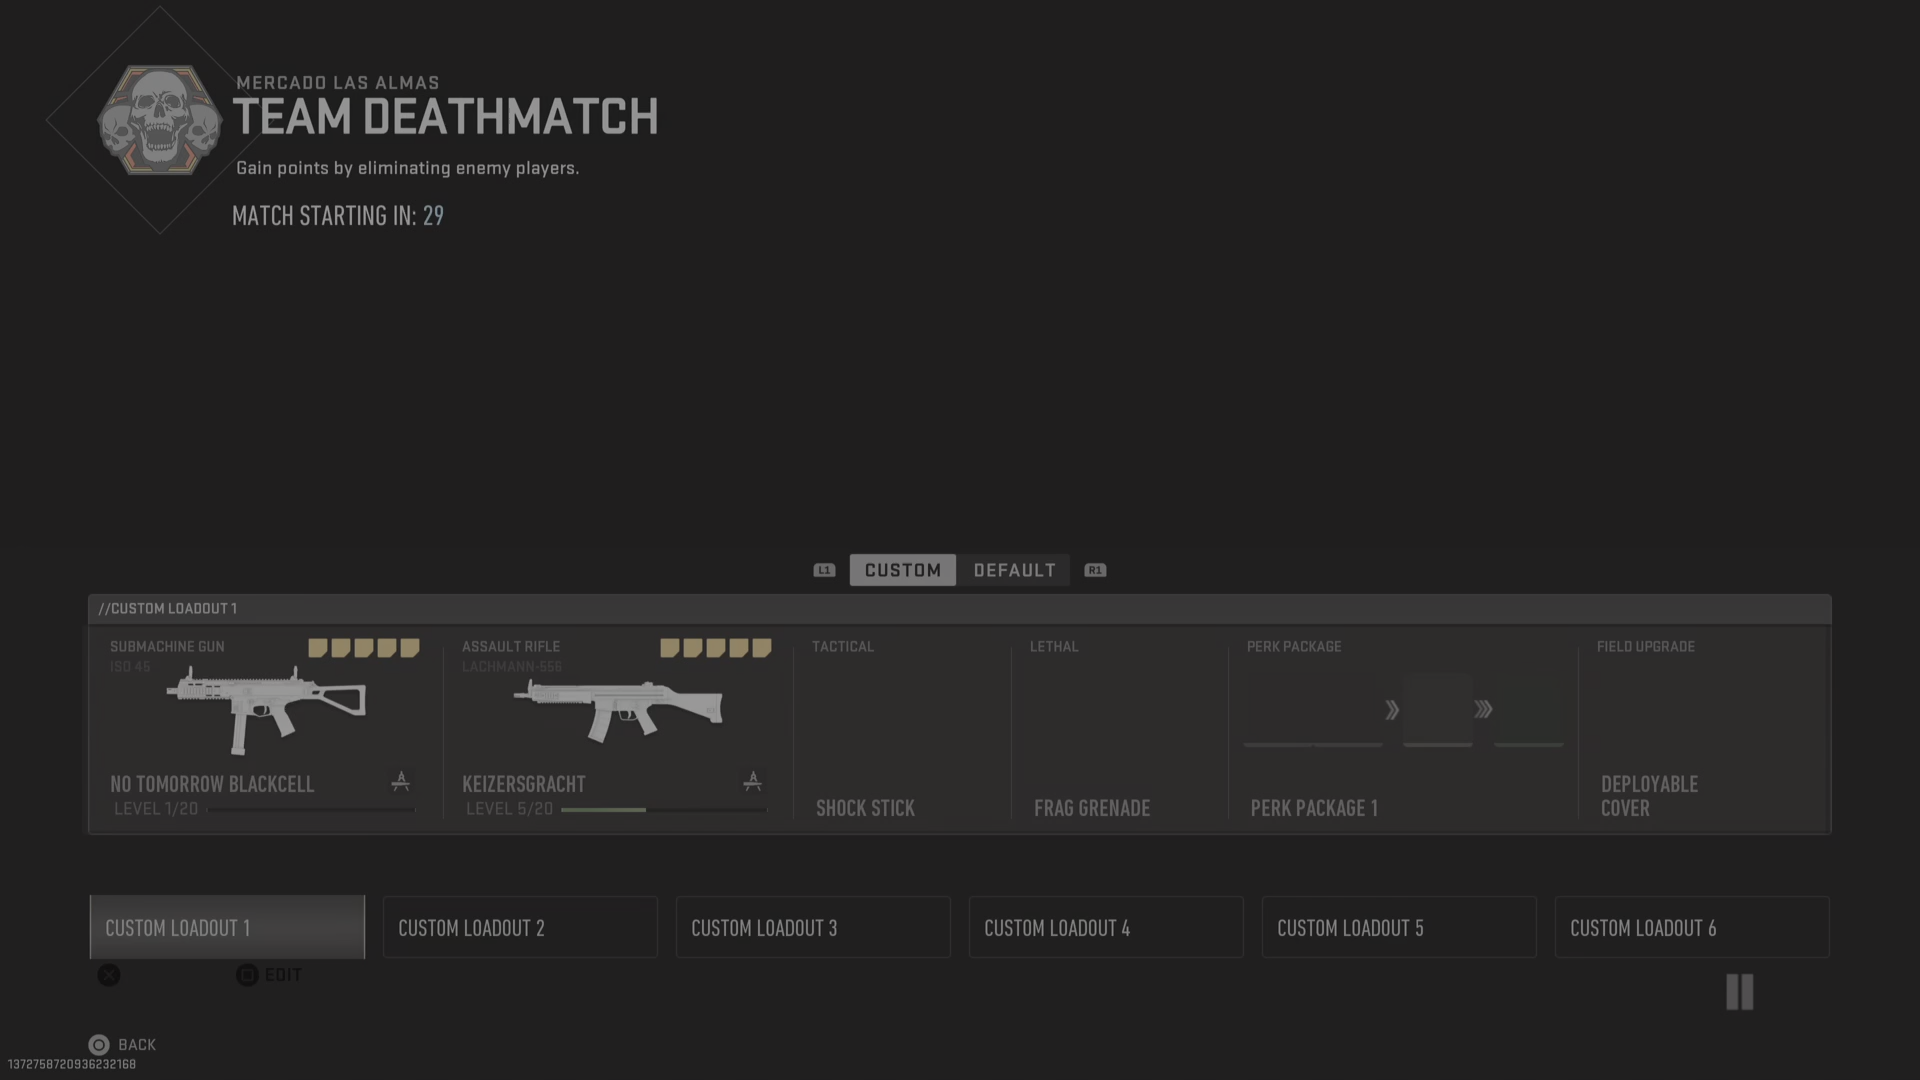 MERCADO LAS ALMAS
TEAM DEATHMATCH
Gain points by eliminating enemy players.
MATCH STARTING IN: 29
L1 CUSTOM DEFAULT R1
//CUSTOM LOADOUT 1
SUBMACHINE GUN
ISO 45
NO TOMORROW BLACKCELL
LEVEL 1/20
ASSAULT RIFLE
LACHMANN-556
KEIZERSGRACHT
LEVEL 5/20
TACTICAL
SHOCK STICK
LETHAL
FRAG GRENADE
PERK PACKAGE
PERK PACKAGE 1
FIELD UPGRADE
DEPLOYABLE
COVER
CUSTOM LOADOUT 1
CUSTOM LOADOUT 2
CUSTOM LOADOUT 3
CUSTOM LOADOUT 4
CUSTOM LOADOUT 5
CUSTOM LOADOUT 6
EDIT
BACK
1372758720936232168